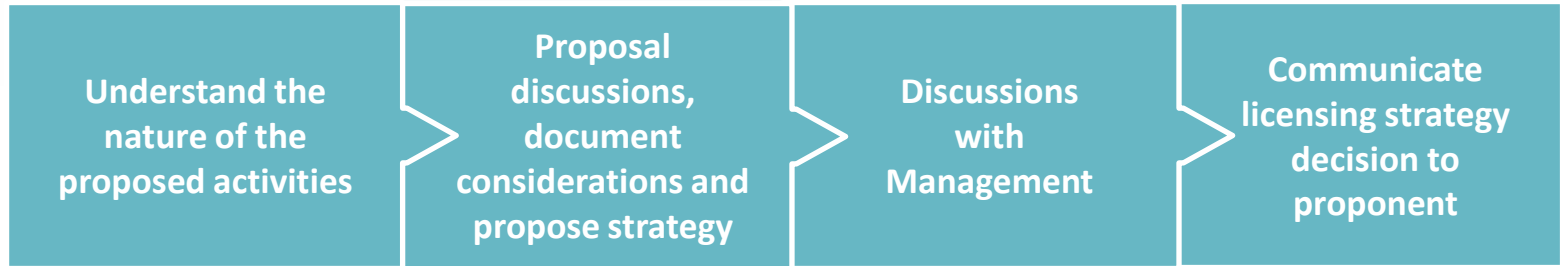 Understand the
nature of the
proposed activities
Proposal
discussions,
document
considerations and
propose strategy
Discussions
with
Management
Communicate
licensing strategy
decision to
proponent